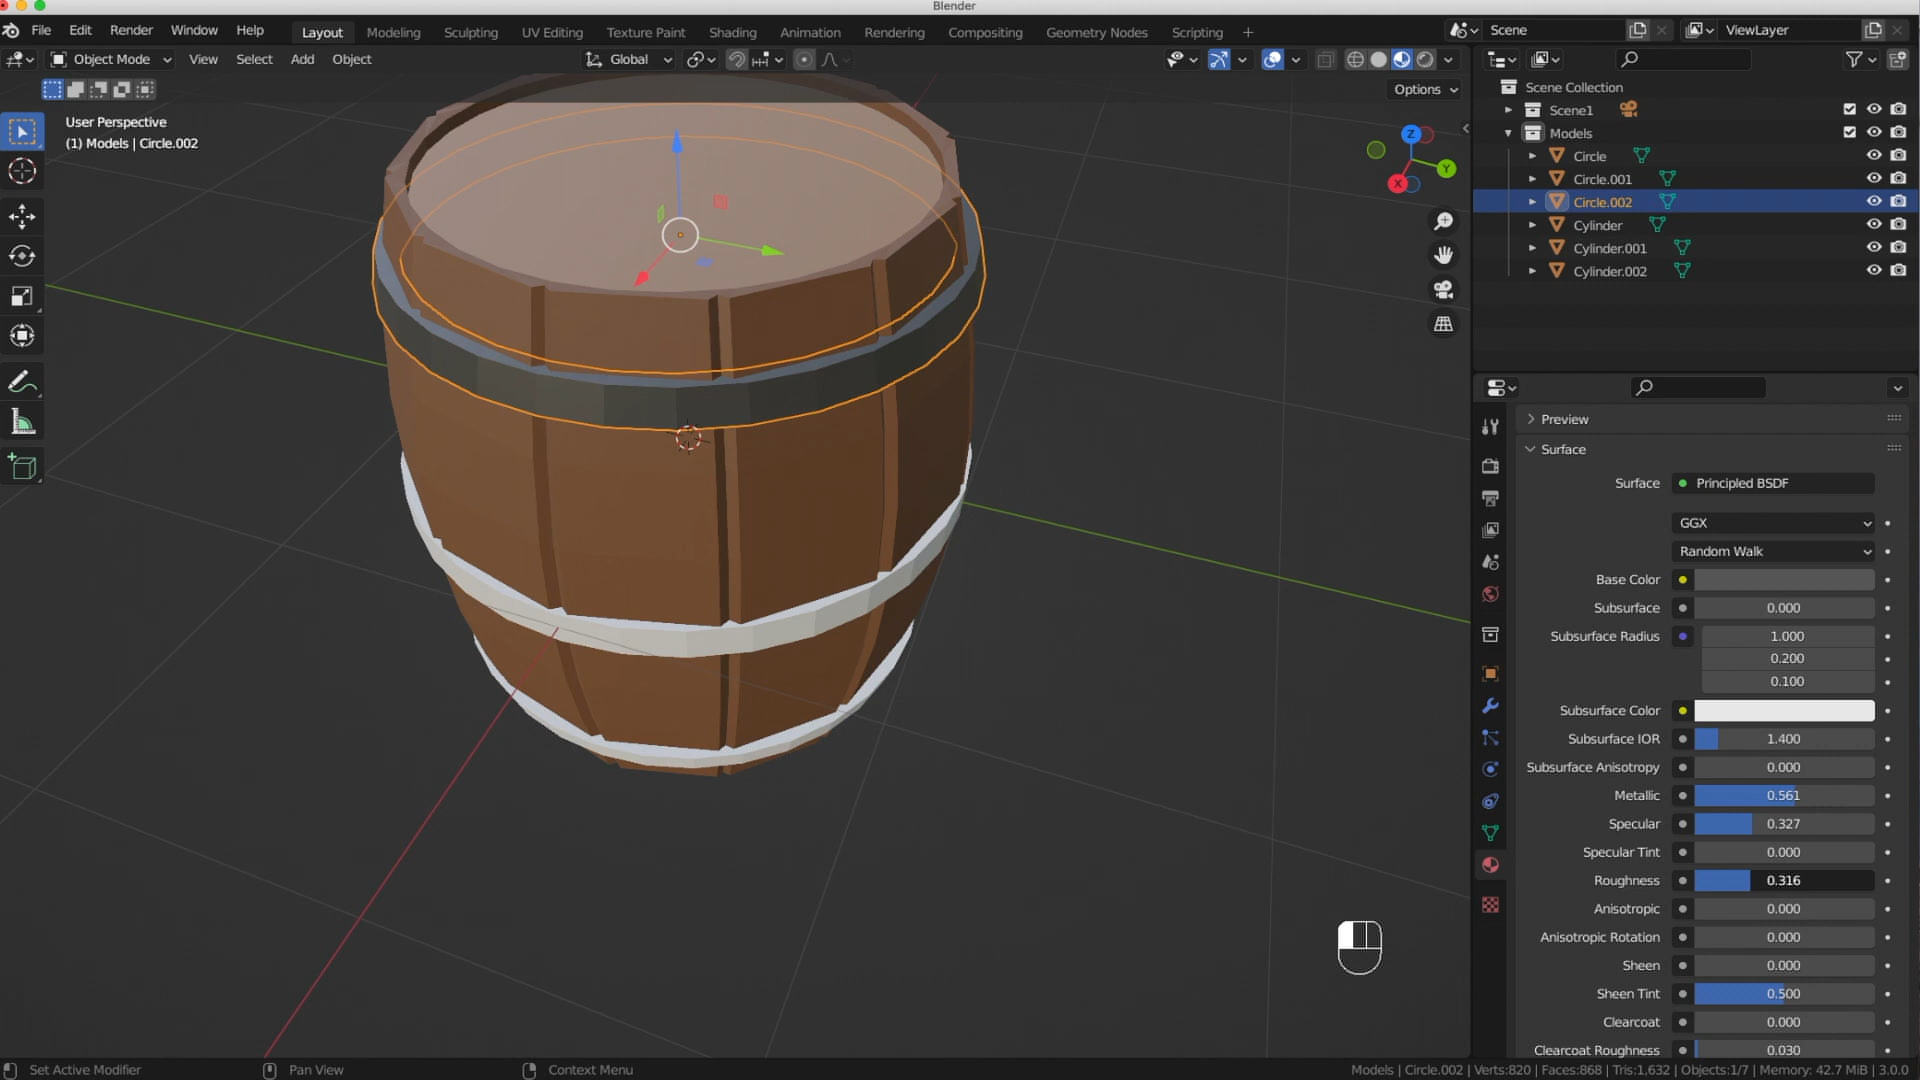 Blender
File Edit Render Window Help Layout Modeling Sculpting UV Editing Texture Paint Shading Animation Rendering Compositing Geometry Nodes Scripting + Scene ViewLayer
Object Mode View Select Add Object Global
Options
User Perspective
(1) Models | Circle.002
Z
Y
X
Scene Collection
Scene1
Models
Circle
Circle.001
Circle.002
Cylinder
Cylinder.001
Cylinder.002
Preview
Surface
Surface Principled BSDF
GGX
Random Walk
Base Color
Subsurface 0.000
Subsurface Radius 1.000
0.200
0.100
Subsurface Color
Subsurface IOR 1.400
Subsurface Anisotropy 0.000
Metallic 0.561
Specular 0.327
Specular Tint 0.000
Roughness 0.316
Anisotropic 0.000
Anisotropic Rotation 0.000
Sheen 0.000
Sheen Tint 0.500
Clearcoat 0.000
Clearcoat Roughness 0.030
Set Active Modifier Pan View Context Menu Models | Circle.002 | Verts:820 | Faces:868 | Tris:1,632 | Objects:1/7 | Memory: 42.7 MiB | 3.0.0